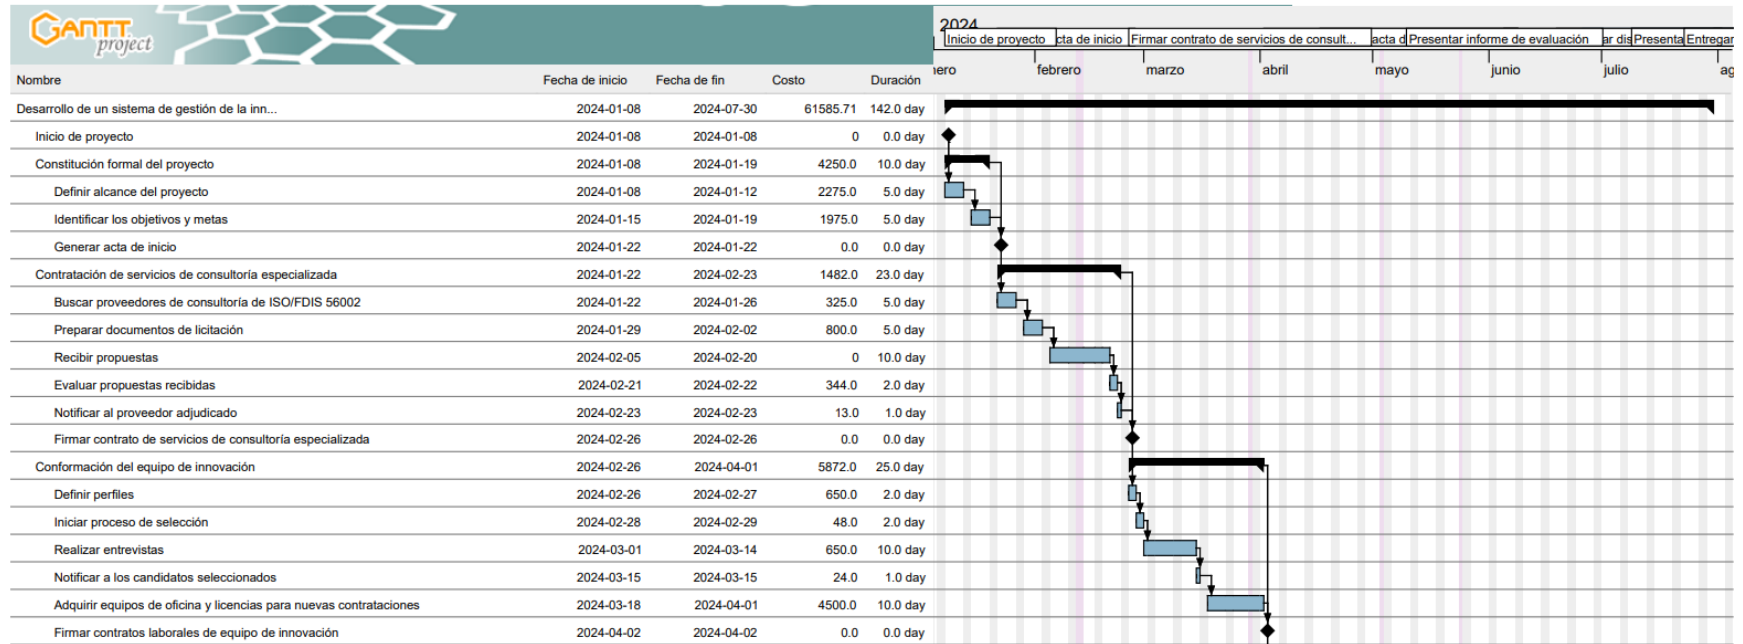 GANTT
project
2024
Inicio de proyecto cta de inicio Firmar contrato de servicios de consult... acta d Presentar informe de evaluación ar dis Presenta Entregar
ero febrero marzo abril mayo junio julio ag
Nombre Fecha de inicio Fecha de fin Costo Duración
Desarrollo de un sistema de gestión de la inn... 2024-01-08 2024-07-30 61585.71 142.0 day
Inicio de proyecto 2024-01-08 2024-01-08 0 0.0 day
Constitución formal del proyecto 2024-01-08 2024-01-19 4250.0 10.0 day
Definir alcance del proyecto 2024-01-08 2024-01-12 2275.0 5.0 day
Identificar los objetivos y metas 2024-01-15 2024-01-19 1975.0 5.0 day
Generar acta de inicio 2024-01-22 2024-01-22 0.0 0.0 day
Contratación de servicios de consultoría especializada 2024-01-22 2024-02-23 1482.0 23.0 day
Buscar proveedores de consultoría de ISO/FDIS 56002 2024-01-22 2024-01-26 325.0 5.0 day
Preparar documentos de licitación 2024-01-29 2024-02-02 800.0 5.0 day
Recibir propuestas 2024-02-05 2024-02-20 0 10.0 day
Evaluar propuestas recibidas 2024-02-21 2024-02-22 344.0 2.0 day
Notificar al proveedor adjudicado 2024-02-23 2024-02-23 13.0 1.0 day
Firmar contrato de servicios de consultoría especializada 2024-02-26 2024-02-26 0.0 0.0 day
Conformación del equipo de innovación 2024-02-26 2024-04-01 5872.0 25.0 day
Definir perfiles 2024-02-26 2024-02-27 650.0 2.0 day
Iniciar proceso de selección 2024-02-28 2024-02-29 48.0 2.0 day
Realizar entrevistas 2024-03-01 2024-03-14 650.0 10.0 day
Notificar a los candidatos seleccionados 2024-03-15 2024-03-15 24.0 1.0 day
Adquirir equipos de oficina y licencias para nuevas contrataciones 2024-03-18 2024-04-01 4500.0 10.0 day
Firmar contratos laborales de equipo de innovación 2024-04-02 2024-04-02 0.0 0.0 day